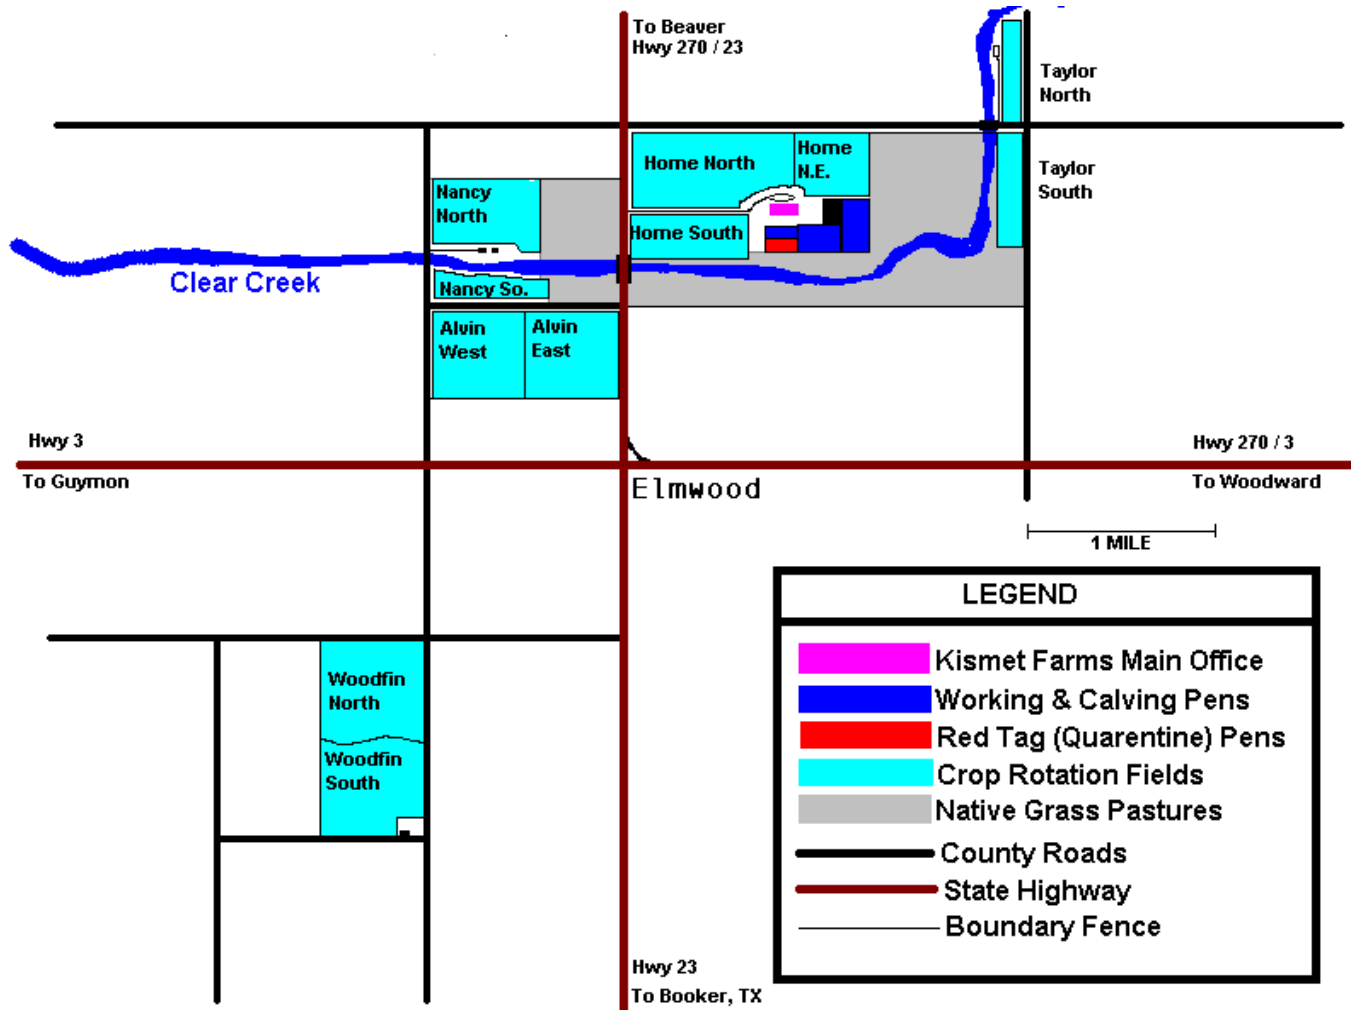 To Beaver
Hwy 270 / 23
Taylor
North
Home North
Home
N.E.
Taylor
South
Nancy
North
Home South
Clear Creek
Nancy So.
Alvin
West
Alvin
East
Hwy 3
Hwy 270 / 3
To Guymon
Elmwood
To Woodward
1 MILE
LEGEND
Kismet Farms Main Office
Working & Calving Pens
Red Tag (Quarentine) Pens
Crop Rotation Fields
Native Grass Pastures
County Roads
State Highway
Boundary Fence
Woodfin
North
Woodfin
South
Hwy 23
To Booker, TX